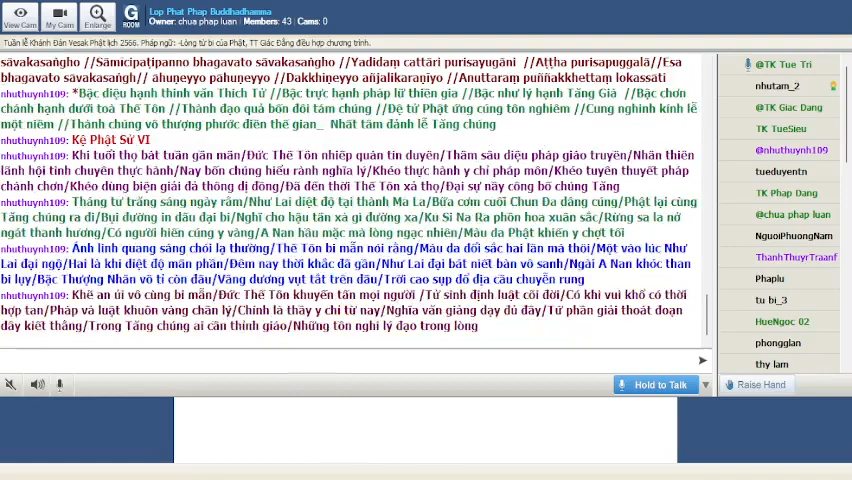 Lop Phat Phap Buddhadhamma
Owner: chua phap luan | Members: 43 | Cams: 0
View Cam
My Cam
Enlarge
G
ROOM
Tuần lễ Khánh Đản Vesak Phật lịch 2566. Pháp ngữ: -Lòng từ bi của Phật, TT Giác Đẳng điều hợp chương trình.
sāvakasaṅgho //Sāmīcipaṭipanno bhagavato sāvakasaṅgho //Yadidaṃ cattāri purisayugāni //Aṭṭha purisapuggalā//Esa
bhagavato sāvakasaṅgh// āhuṇeyyo pāhuṇeyyo// Dakkhiṇeyyo añjalikaraṇīyo //Anuttaraṃ puññakkhettaṃ lokassāti
nhuthuynh109: *Bậc diệu hạnh thinh văn Thích Tử //Bậc trực hạnh pháp lữ thiên gia //Bậc như lý hạnh Tăng Già //Bậc chơn
chánh hạnh dưới toà Thế Tôn //Thành đạo quả bốn đôi tám chúng //Đệ tử Phật ứng cúng tôn nghiêm //Cung nghinh kính lễ
một niềm //Thánh chúng vô thượng phước điền thế gian_ Nhất tâm đảnh lễ Tăng chúng
nhuthuynh109: Kệ Phật Sử VI
nhuthuynh109: Khi tuổi thọ bát tuần gần mãn/Đức Thế Tôn nhiếp quán tin duyên/Thâm sâu diệu pháp giáo truyền/Nhân thiên
lãnh hội tinh chuyên thực hành/Nay bốn chúng hiểu rành nghĩa lý/Khéo thực hành y chỉ pháp môn/Khéo tuyên thuyết pháp
chánh chơn/Khéo dùng biện giải đả thông dị đồng/Đã đến thời Thế Tôn xả thọ/Đại sự nầy công bố chúng Tăng
nhuthuynh109: Tháng tư trăng sáng ngày rằm/Như Lai diệt độ tại thành Ma La/Bữa cơm cuối Chun Đa dâng cúng/Phật lại cùng
Tăng chúng ra đi/Bụi đường in dấu đại bi/Nghỉ cho hậu tấn xá gì đường xa/Ku Si Na Ra phồn hoa xuân sắc/Rừng sa la nở
ngát thanh hương/Có người hiến cúng y vàng/A Nan hầu mặc mà lòng ngạc nhiên/Màu da Phật khiến y chợt tối
nhuthuynh109: Ánh linh quang sáng chói lạ thường/Thế Tôn bi mẫn nói rằng/Màu da đổi sắc hai lần mà thôi/Một vào lúc Như
Lai đại ngộ/Hai là khi diệt độ mãn phần/Đêm nay thời khắc đã gần/Như Lai đại bát niết bàn vô sanh/Ngài A Nan khóc than
bi lụy/Bậc Thượng Nhân vô tỉ còn đâu/Vầng dương vụt tắt trên đầu/Trời cao sụp đổ địa cầu chuyển rung
nhuthuynh109: Khẽ an ủi vô cùng bi mẫn/Đức Thế Tôn khuyến tấn mọi người /Tử sinh định luật cõi đời/Có khi vui khổ có thời
hợp tan/Pháp và luật khuôn vàng chân lý/Chính là thầy y chỉ từ nay/Nghĩa văn giảng dạy đủ đầy/Tứ phần giải thoát đoạn
dây kiết thằng/Trong Tăng chúng ai cần thỉnh giáo/Những tôn nghi lý đạo trong lòng
Hold to Talk
Raise Hand
@TK Tue Tri
nhutam_2
@TK Giac Dang
TK TueSieu
@nhuthuynh109
tueduyentn
TK Phap Dang
@chua phap luan
NguoiPhuongNam
ThanhThuyrTraanf
Phaplu
tu bi_3
HueNgoc 02
phongglan
thy lam